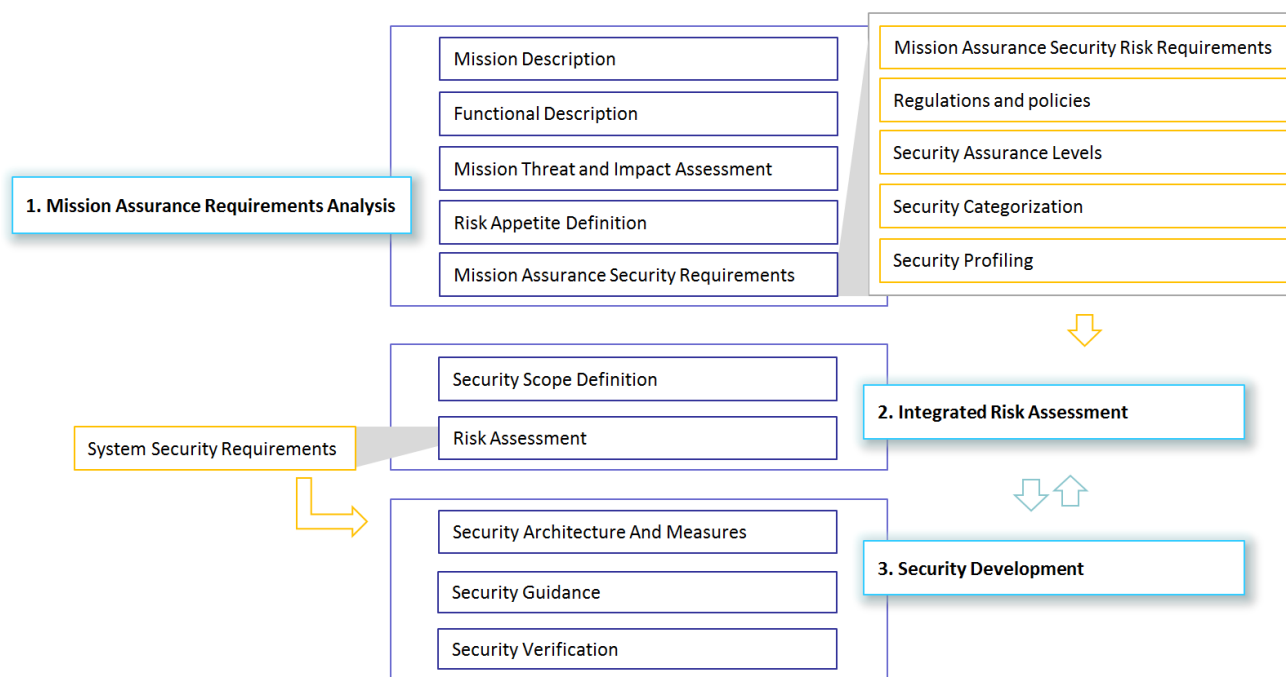 Mission Description
Functional Description
Mission Threat and Impact Assessment
Risk Appetite Definition
Mission Assurance Security Requirements
1. Mission Assurance Requirements Analysis
Mission Assurance Security Risk Requirements
Regulations and policies
Security Assurance Levels
Security Categorization
Security Profiling
Security Scope Definition
Risk Assessment
2. Integrated Risk Assessment
System Security Requirements
Security Architecture And Measures
Security Guidance
Security Verification
3. Security Development